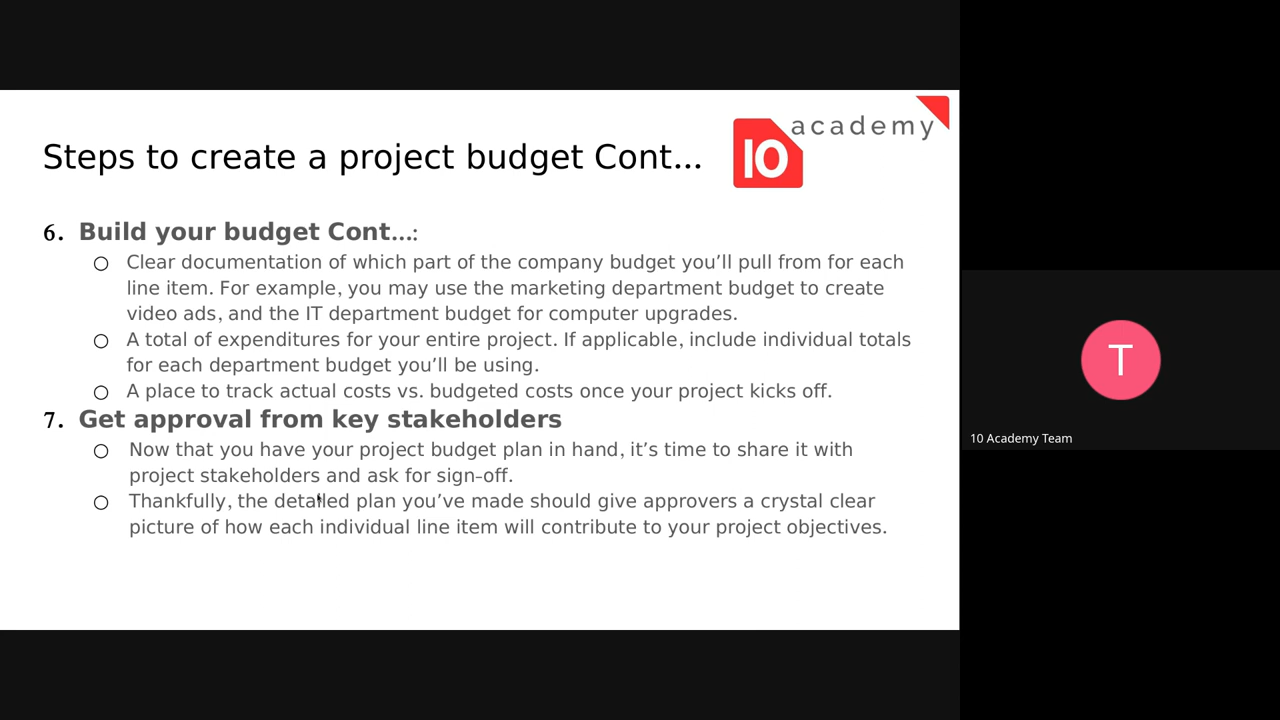 academy
10
Steps to create a project budget Cont...
6. Build your budget Cont...:
○ Clear documentation of which part of the company budget you’ll pull from for each
line item. For example, you may use the marketing department budget to create
video ads, and the IT department budget for computer upgrades.
○ A total of expenditures for your entire project. If applicable, include individual totals
for each department budget you’ll be using.
○ A place to track actual costs vs. budgeted costs once your project kicks off.
7. Get approval from key stakeholders
○ Now that you have your project budget plan in hand, it’s time to share it with
project stakeholders and ask for sign-off.
○ Thankfully, the detailed plan you’ve made should give approvers a crystal clear
picture of how each individual line item will contribute to your project objectives.
T
10 Academy Team